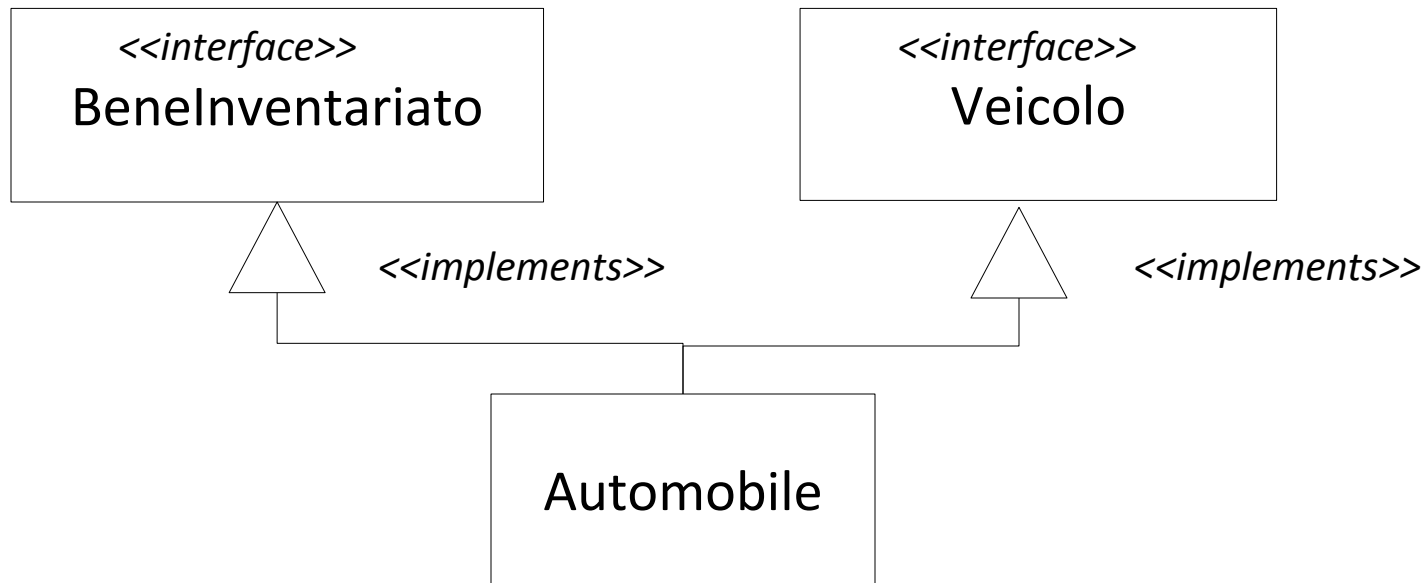 <<interface>>
BeneInventariato
<<interface>>
Veicolo
<<implements>>
<<implements>>
Automobile